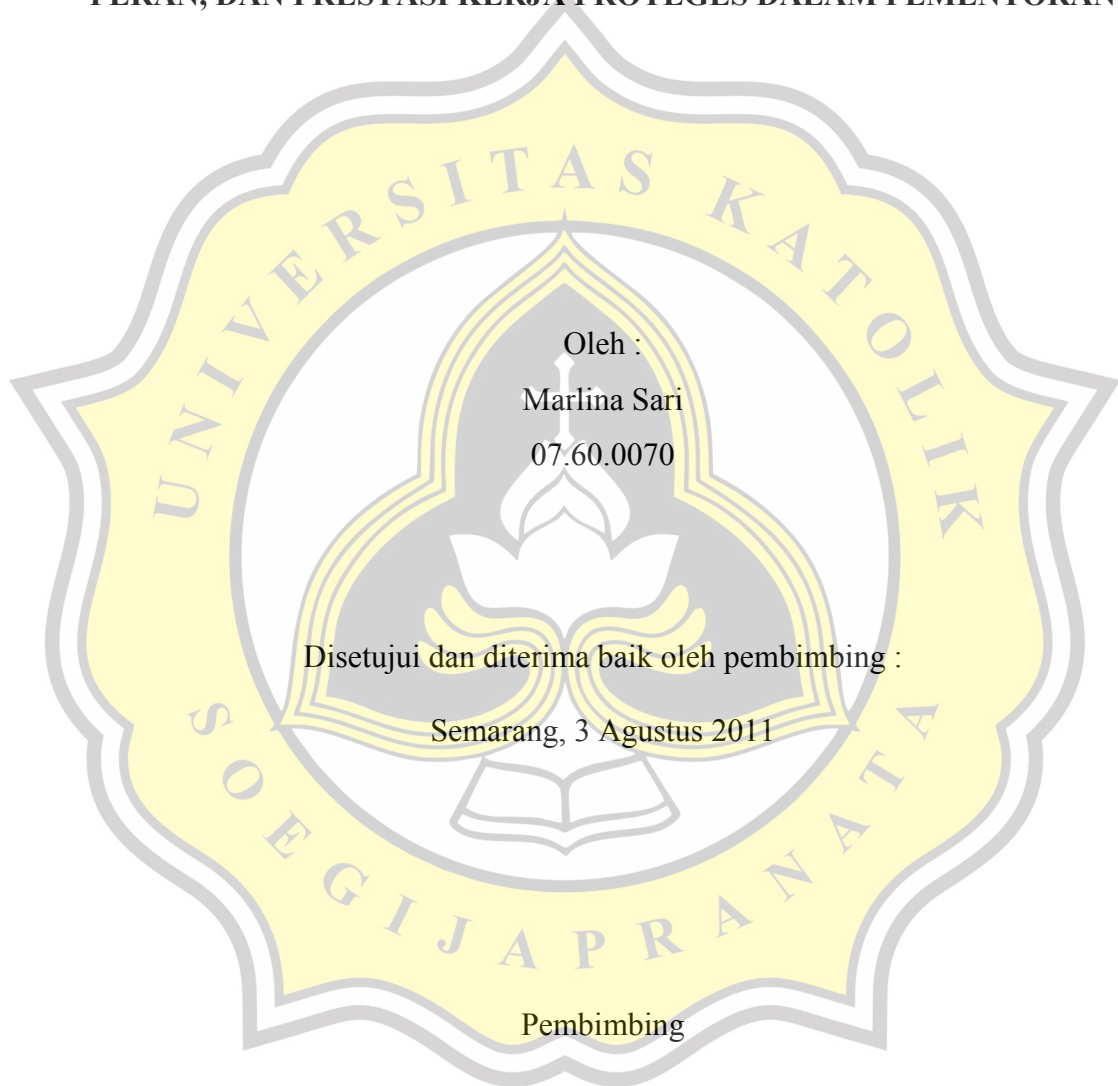 PERAN, DAN PRESTASI KERJA PROTEGES DALAM PEMENTORAN
UNIVERSITAS KATOLIK
Oleh :
Marlina Sari
07.60.0070
Disetujui dan diterima baik oleh pembimbing :
Semarang, 3 Agustus 2011
SOEGIJAPRANATA
Pembimbing